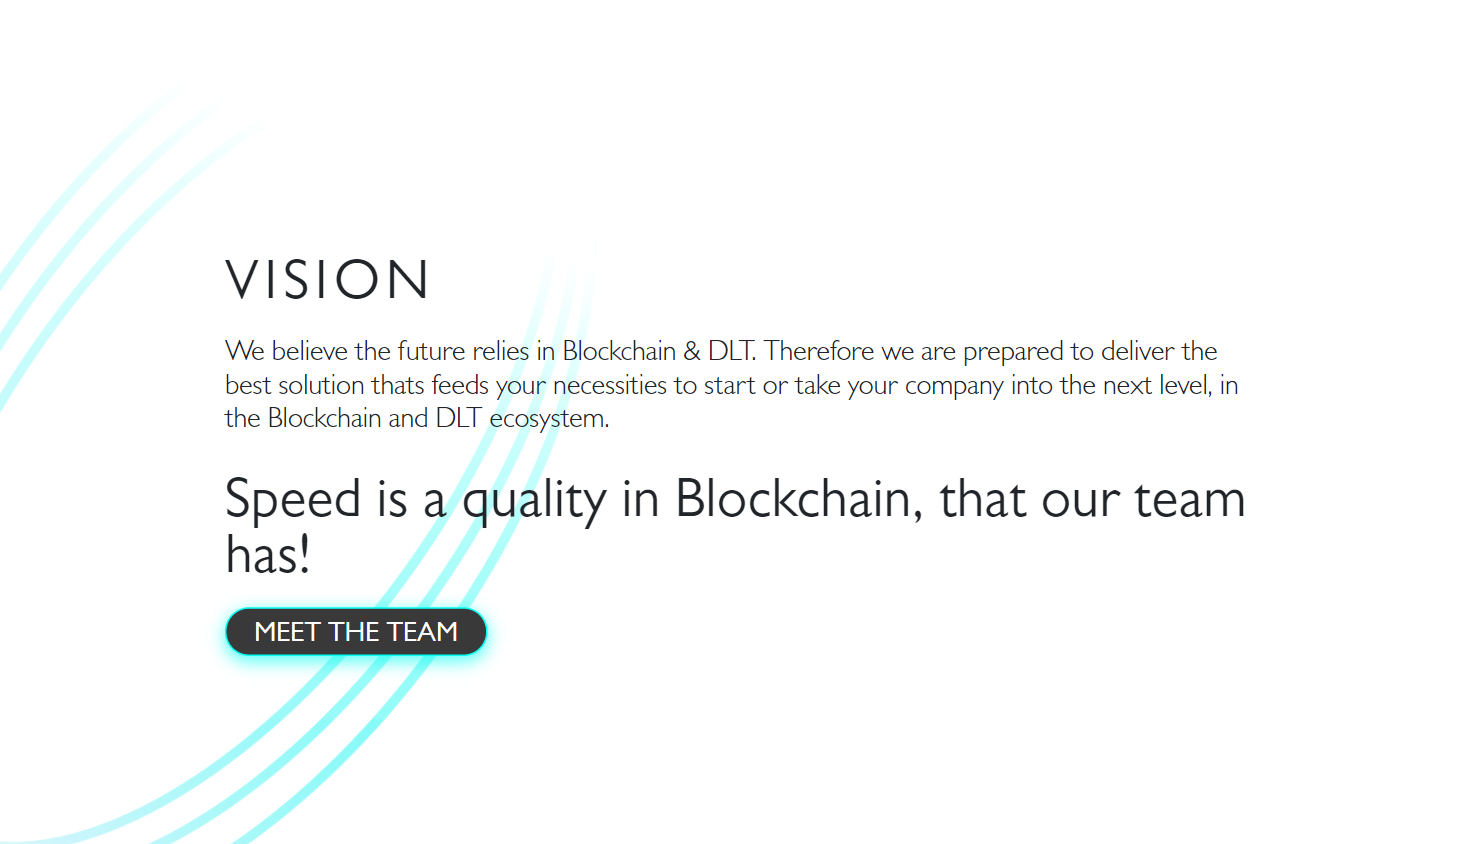 VISION
We believe the future relies in Blockchain & DLT. Therefore we are prepared to deliver the
best solution thats feeds your necessities to start or take your company into the next level, in
the Blockchain and DLT ecosystem.
Speed is a quality in Blockchain, that our team
has!
MEET THE TEAM